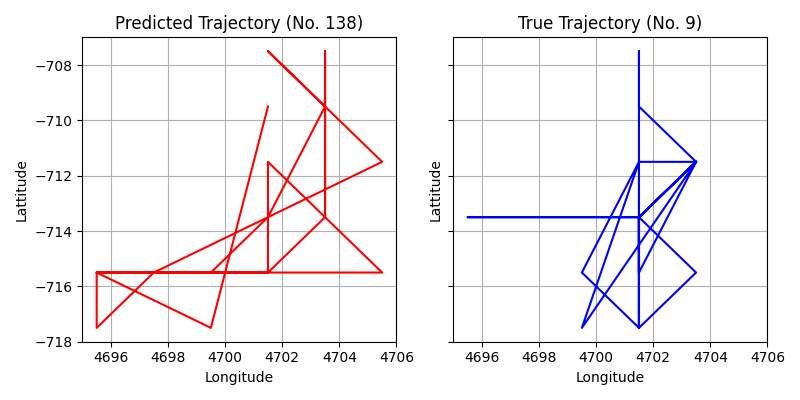 Predicted Trajectory (No. 138)
True Trajectory (No. 9)
−708
−710
−712
−714
−716
−718
Lattitude
Lattitude
4696 4698 4700 4702 4704 4706
4696 4698 4700 4702 4704 4706
Longitude
Longitude